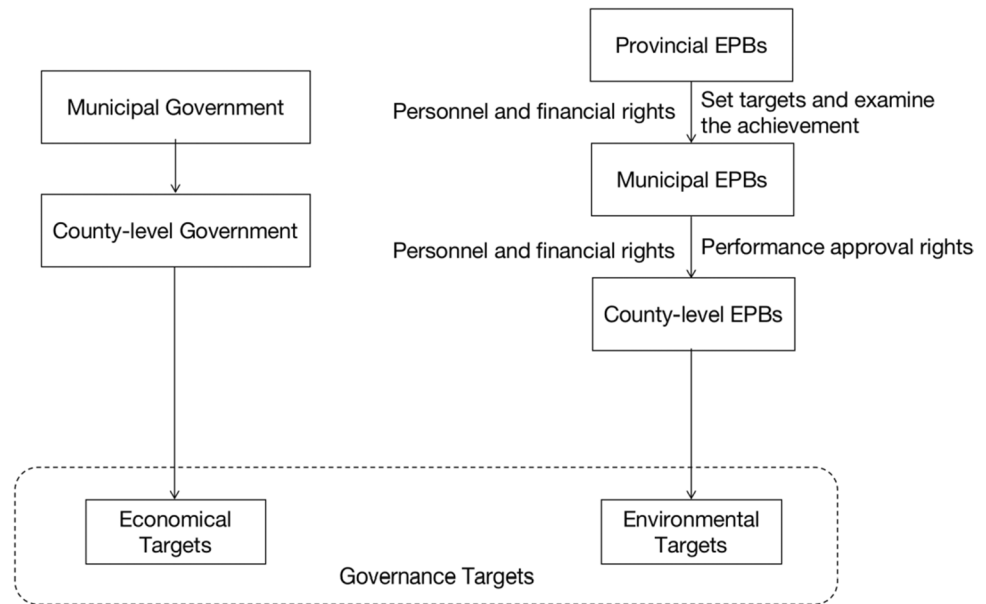 Provincial EPBs
Municipal Government
Personnel and financial rights
Set targets and examine
the achievement
Municipal EPBs
County-level Government
Personnel and financial rights
Performance approval rights
County-level EPBs
Economical
Targets
Environmental
Targets
Governance Targets